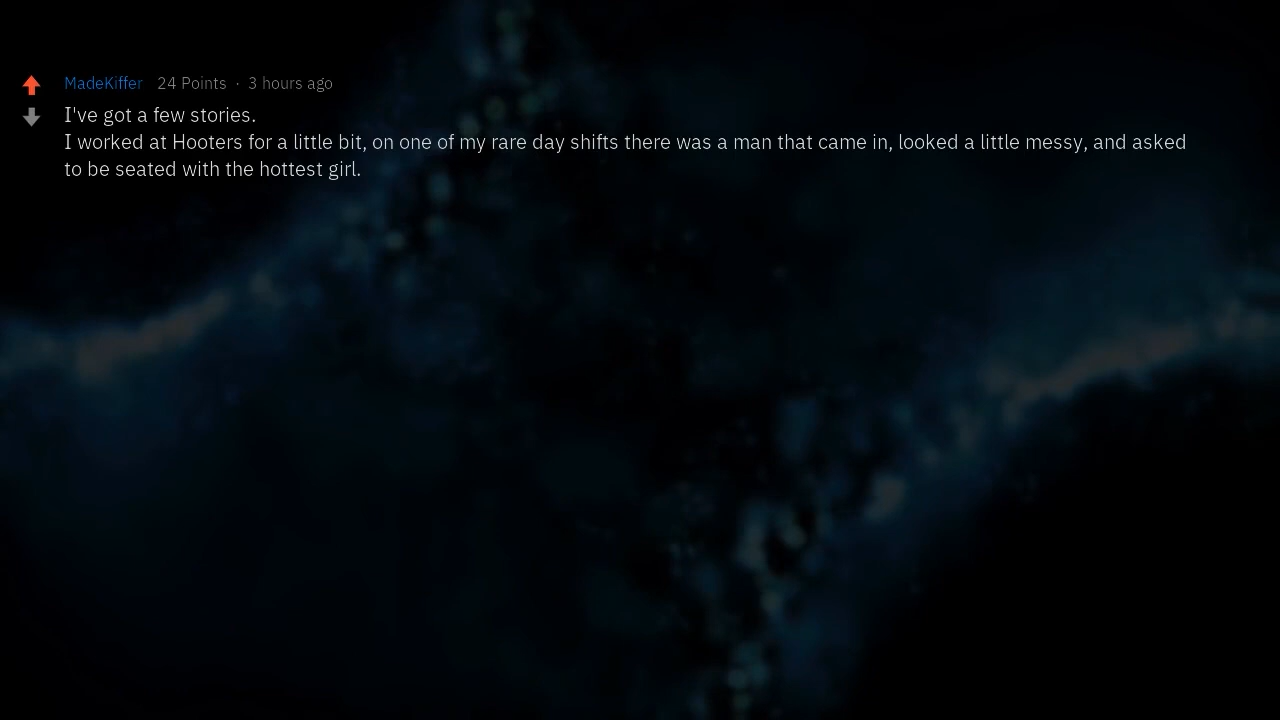 MadeKiffer 24 Points · 3 hours ago
I've got a few stories.
I worked at Hooters for a little bit, on one of my rare day shifts there was a man that came in, looked a little messy, and asked
to be seated with the hottest girl.